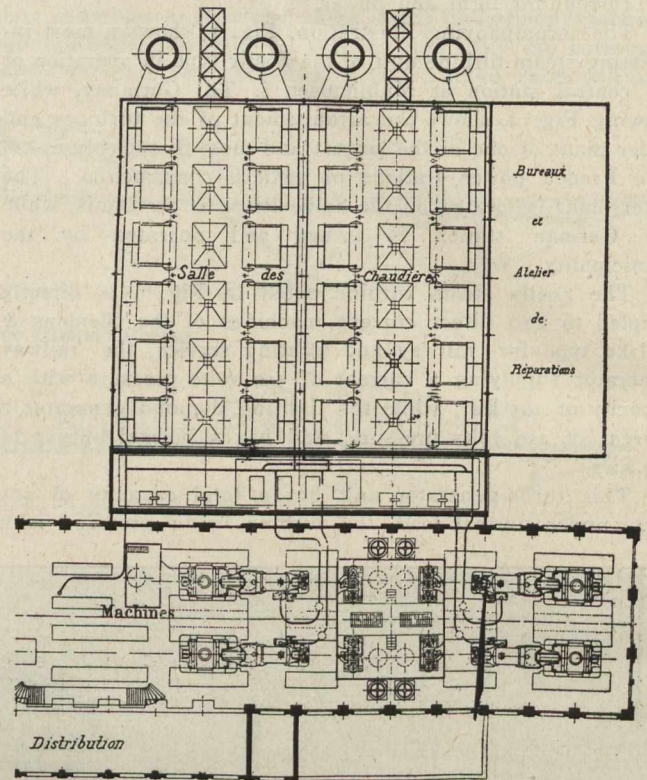 Bureaux
et
Atelier
de
Réparations
Salle des Chaudières
Machines
Distribution